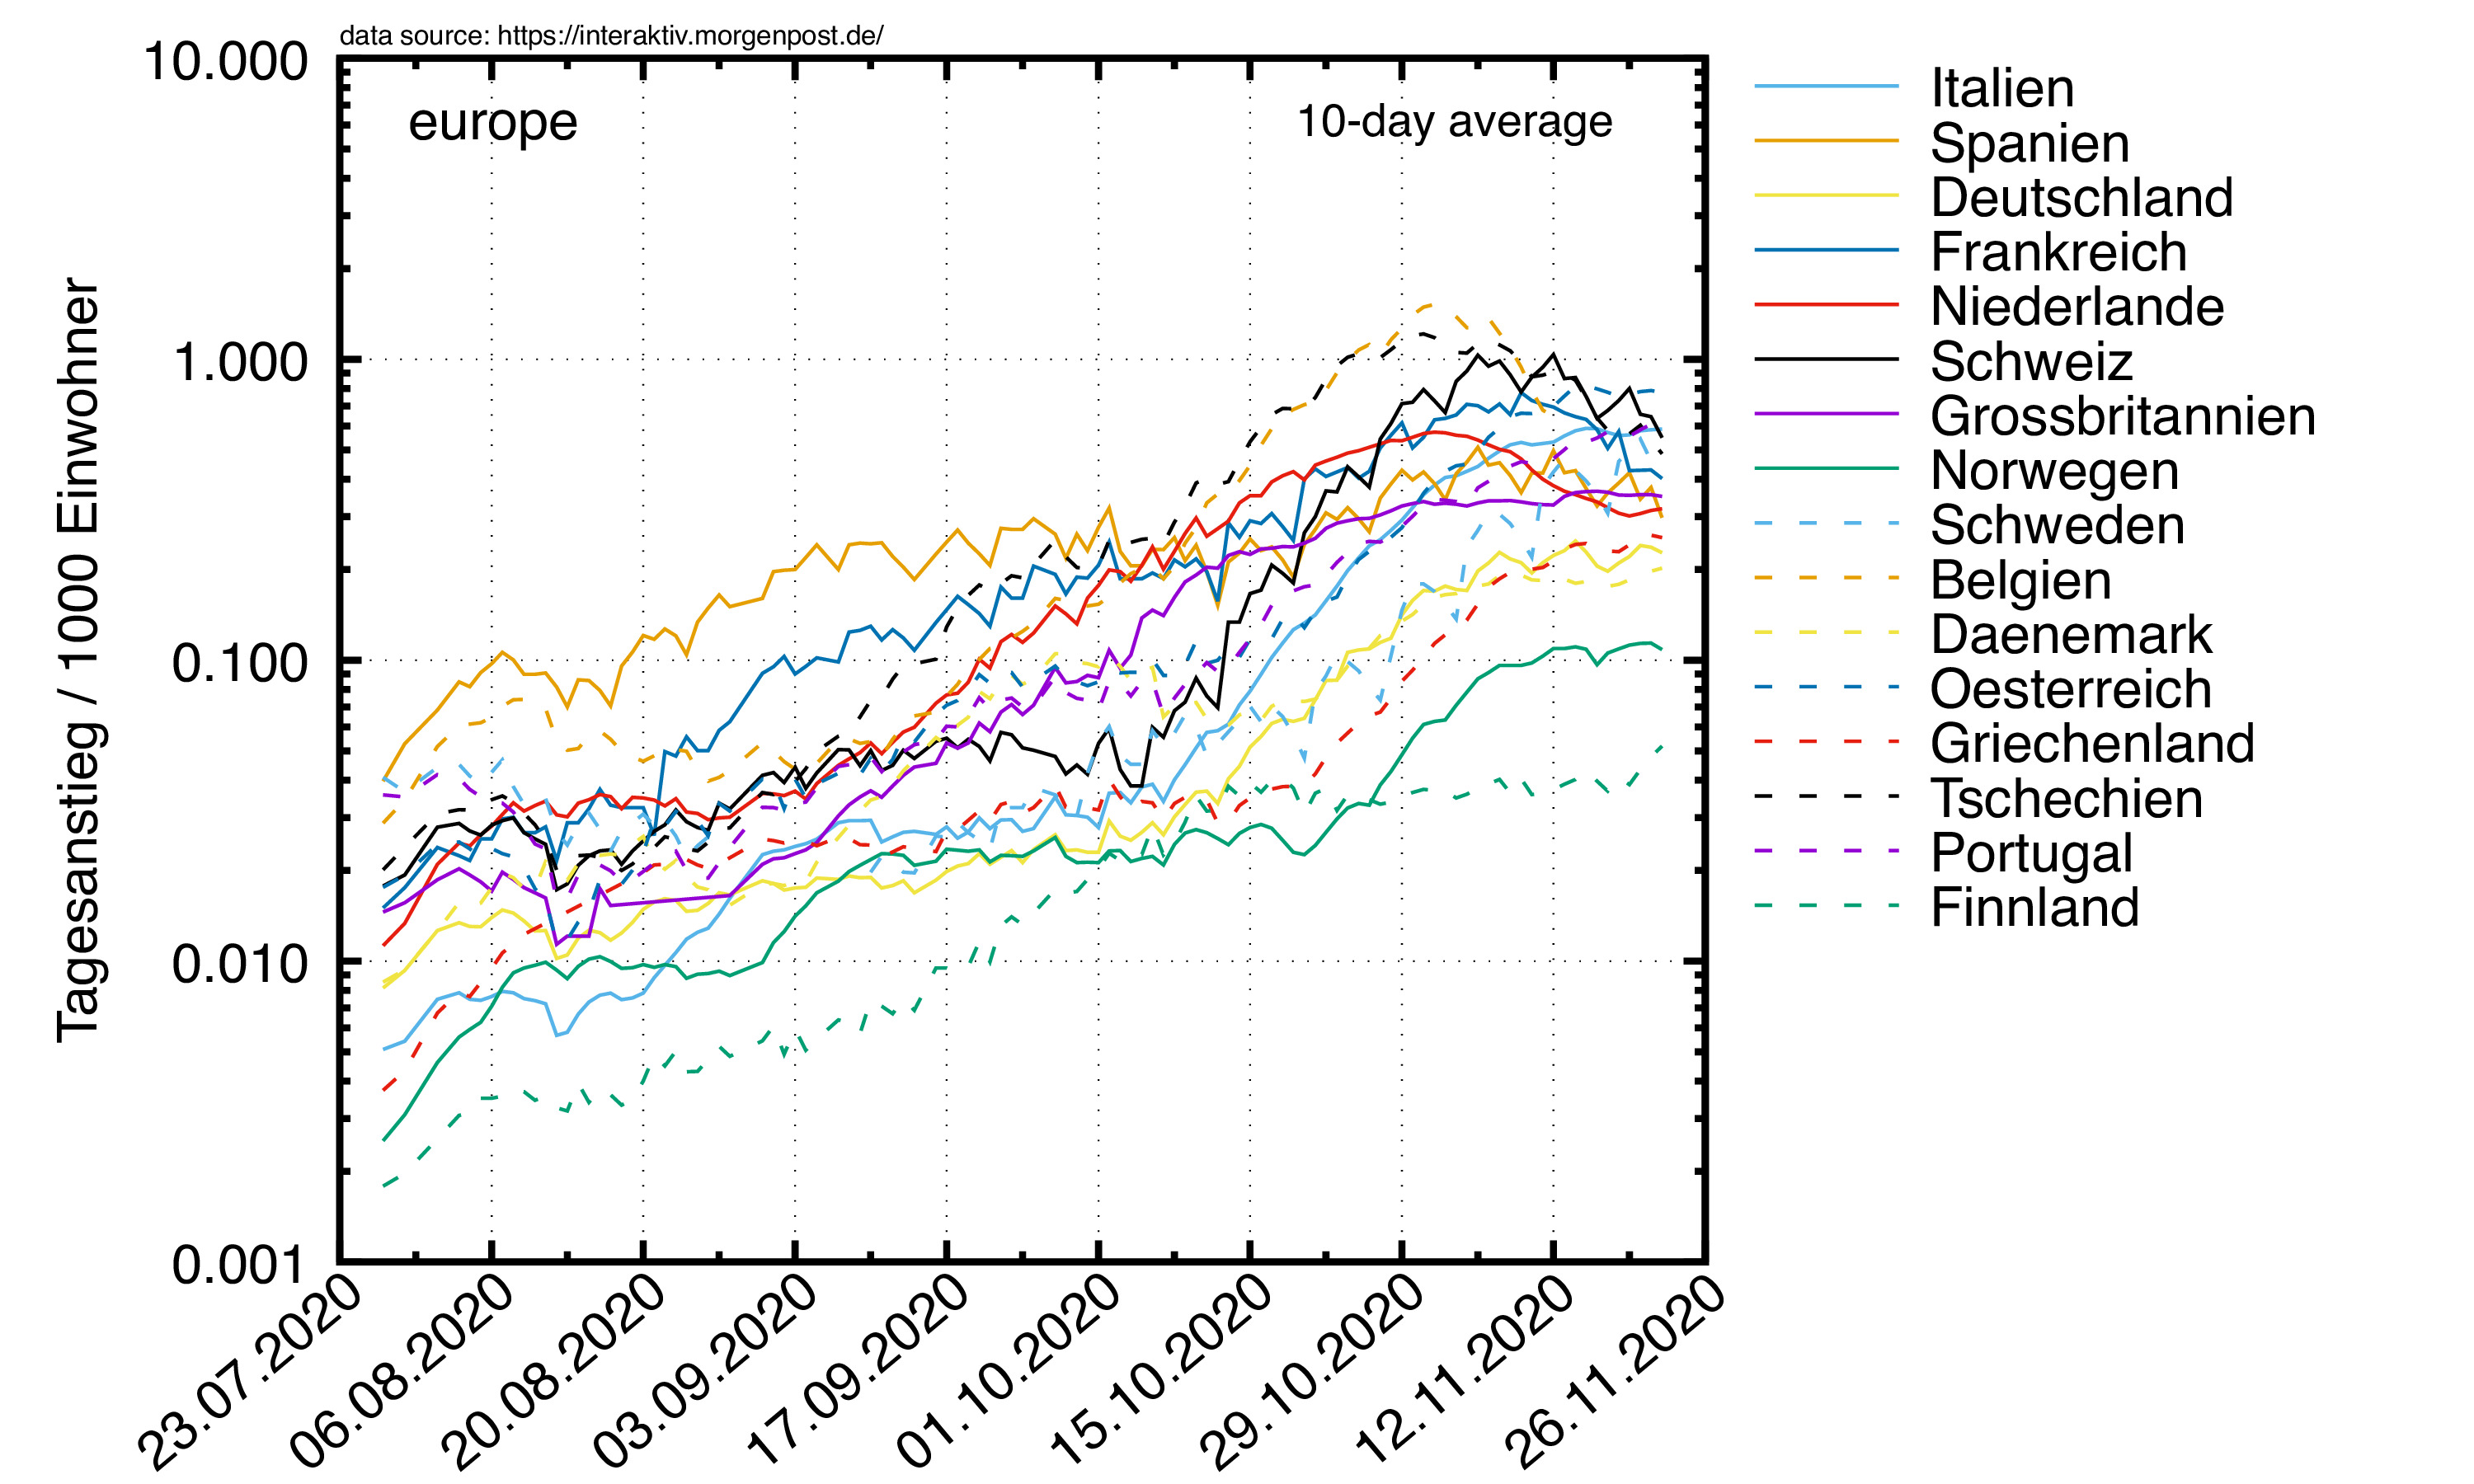 data source: https://interaktiv.morgenpost.de/
europe
10-day average
Tagesanstieg / 1000 Einwohner
10.000
1.000
0.100
0.010
0.001
23.07.2020
06.08.2020
20.08.2020
03.09.2020
17.09.2020
01.10.2020
15.10.2020
29.10.2020
12.11.2020
26.11.2020
Italien
Spanien
Deutschland
Frankreich
Niederlande
Schweiz
Grossbritannien
Norwegen
Schweden
Belgien
Daenemark
Oesterreich
Griechenland
Tschechien
Portugal
Finnland